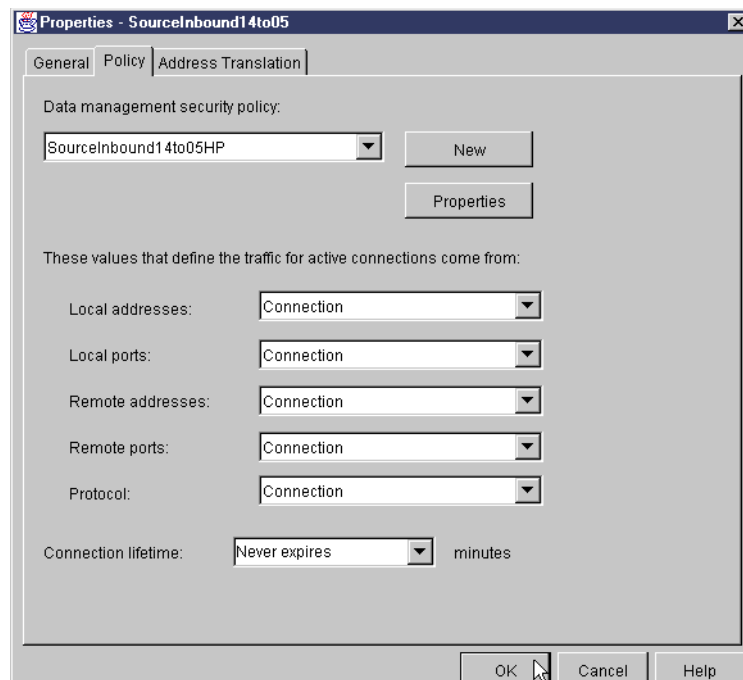 Properties - SourceInbound14to05
General Policy Address Translation
Data management security policy:
SourceInbound14to05HP New
Properties
These values that define the traffic for active connections come from:
Local addresses: Connection
Local ports: Connection
Remote addresses: Connection
Remote ports: Connection
Protocol: Connection
Connection lifetime: Never expires minutes
OK Cancel Help